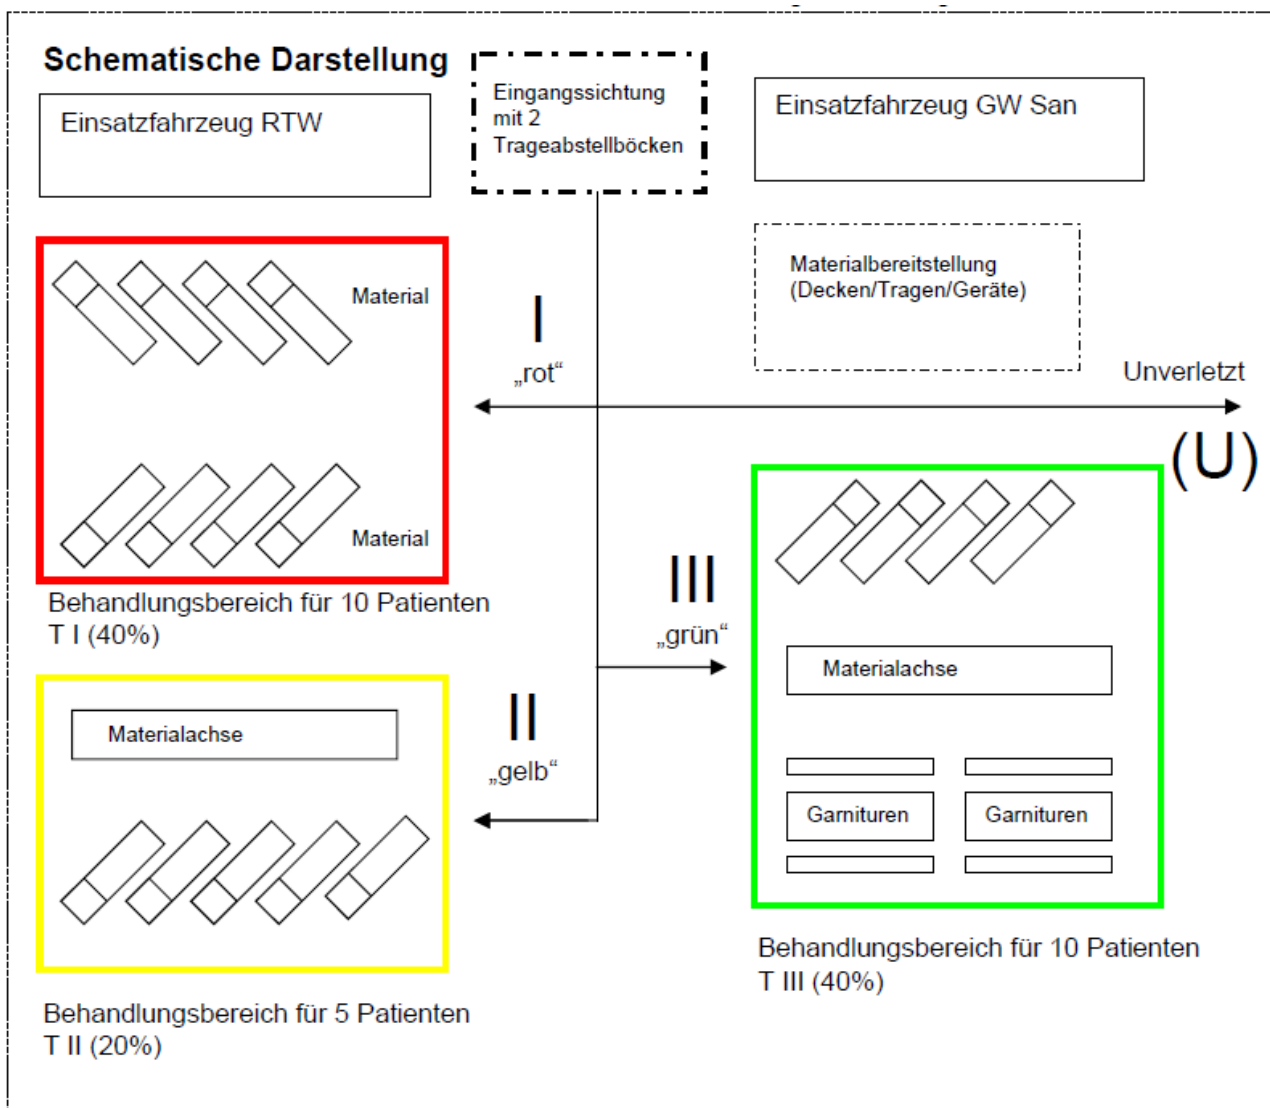 Schematische Darstellung
Einsatzfahrzeug RTW
Eingangssichtung
mit 2
Trageabstellböcken
Einsatzfahrzeug GW San
Materialbereitstellung
(Decken/Tragen/Geräte)
Material
I
„rot“
Unverletzt
(U)
Material
Behandlungsbereich für 10 Patienten
T I (40%)
III
„grün“
Materialachse
II
„gelb“
Materialachse
Garnituren
Garnituren
Behandlungsbereich für 10 Patienten
T III (40%)
Behandlungsbereich für 5 Patienten
T II (20%)